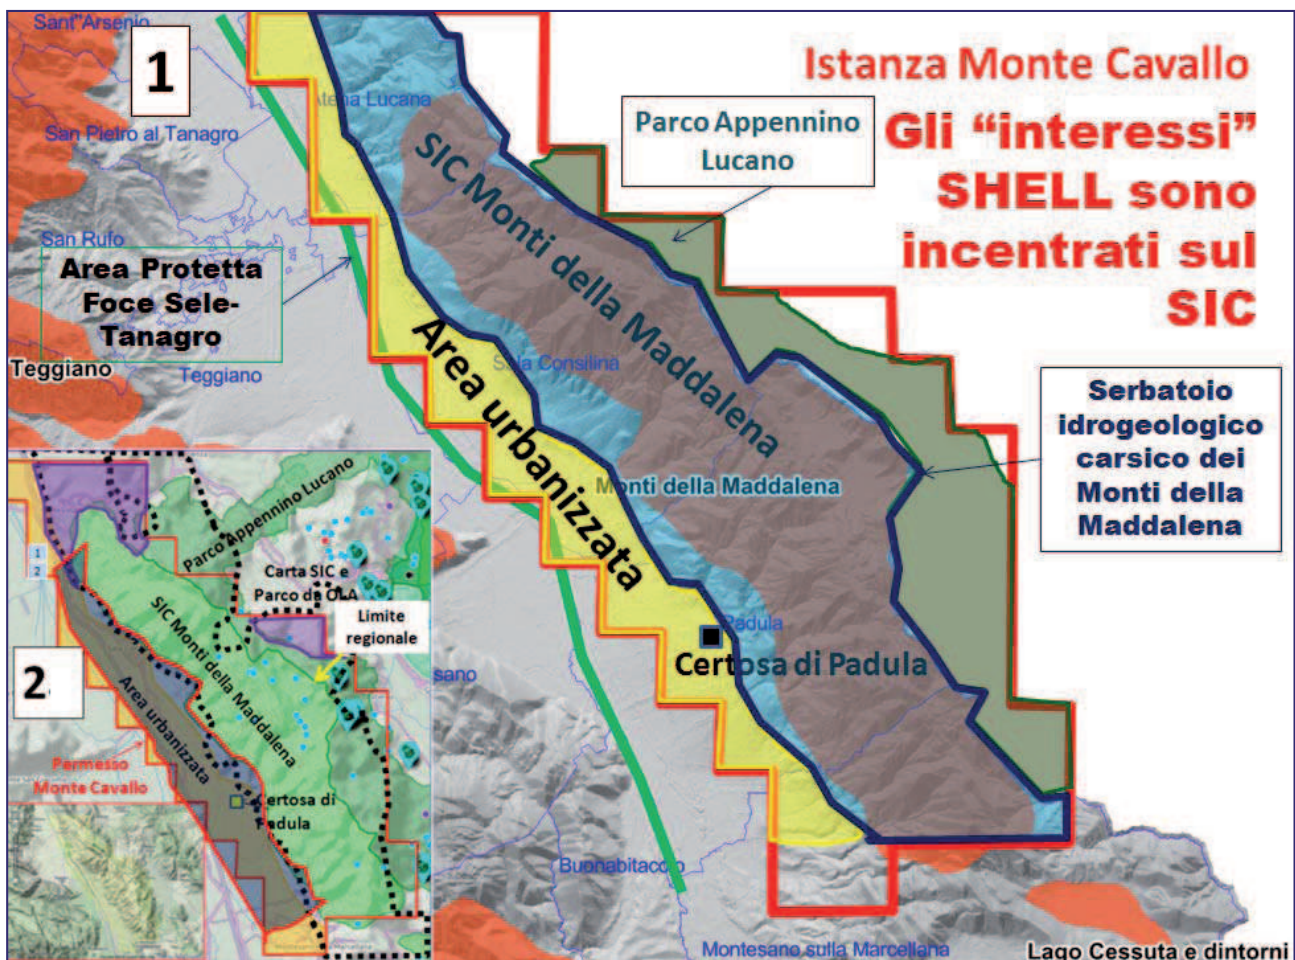 Sant"Arsenio
1
Istanza Monte Cavallo
Gli “interessi”
SHELL sono
incentrati sul
SIC
Parco Appennino
Lucano
Atena Lucana
San Pietro al Tanagro
SIC Monti della Maddalena
San Rufo
Area Protetta
Foce Sele-
Tanagro
Teggiano
Teggiano
Area urbanizzata
Sala Consilina
Serbatoio
idrogeologico
carsico dei
Monti della
Maddalena
Monti della Maddalena
Padula
Certosa di Padula
Buonabitacolo
Montesano sulla Marcellana
Lago Cessuta e dintorni
2
1
2
Parco Appennino Lucano
Carta SIC e
Parco da OLA
Limite
regionale
SIC Monti della Maddalena
Area urbanizzata
Permesso
Monte Cavallo
Certosa di
Padula